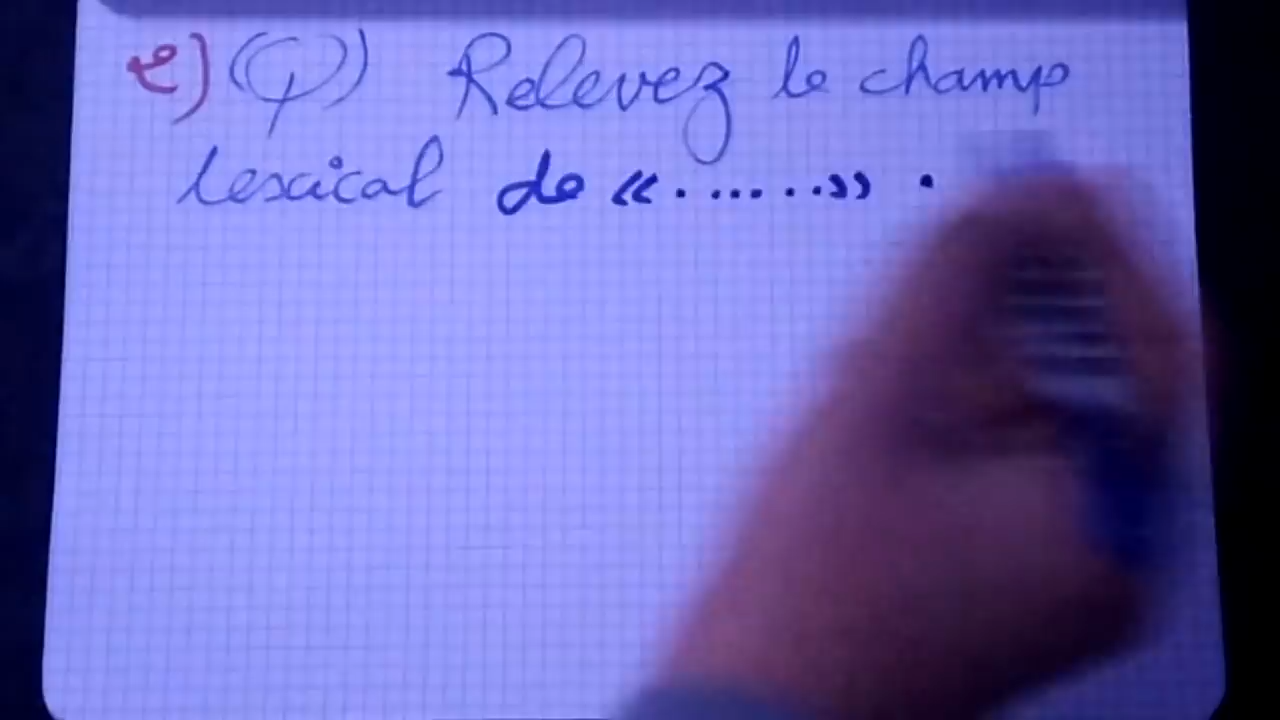 e) (Q) Relevez le champ
lexical de «.......» .